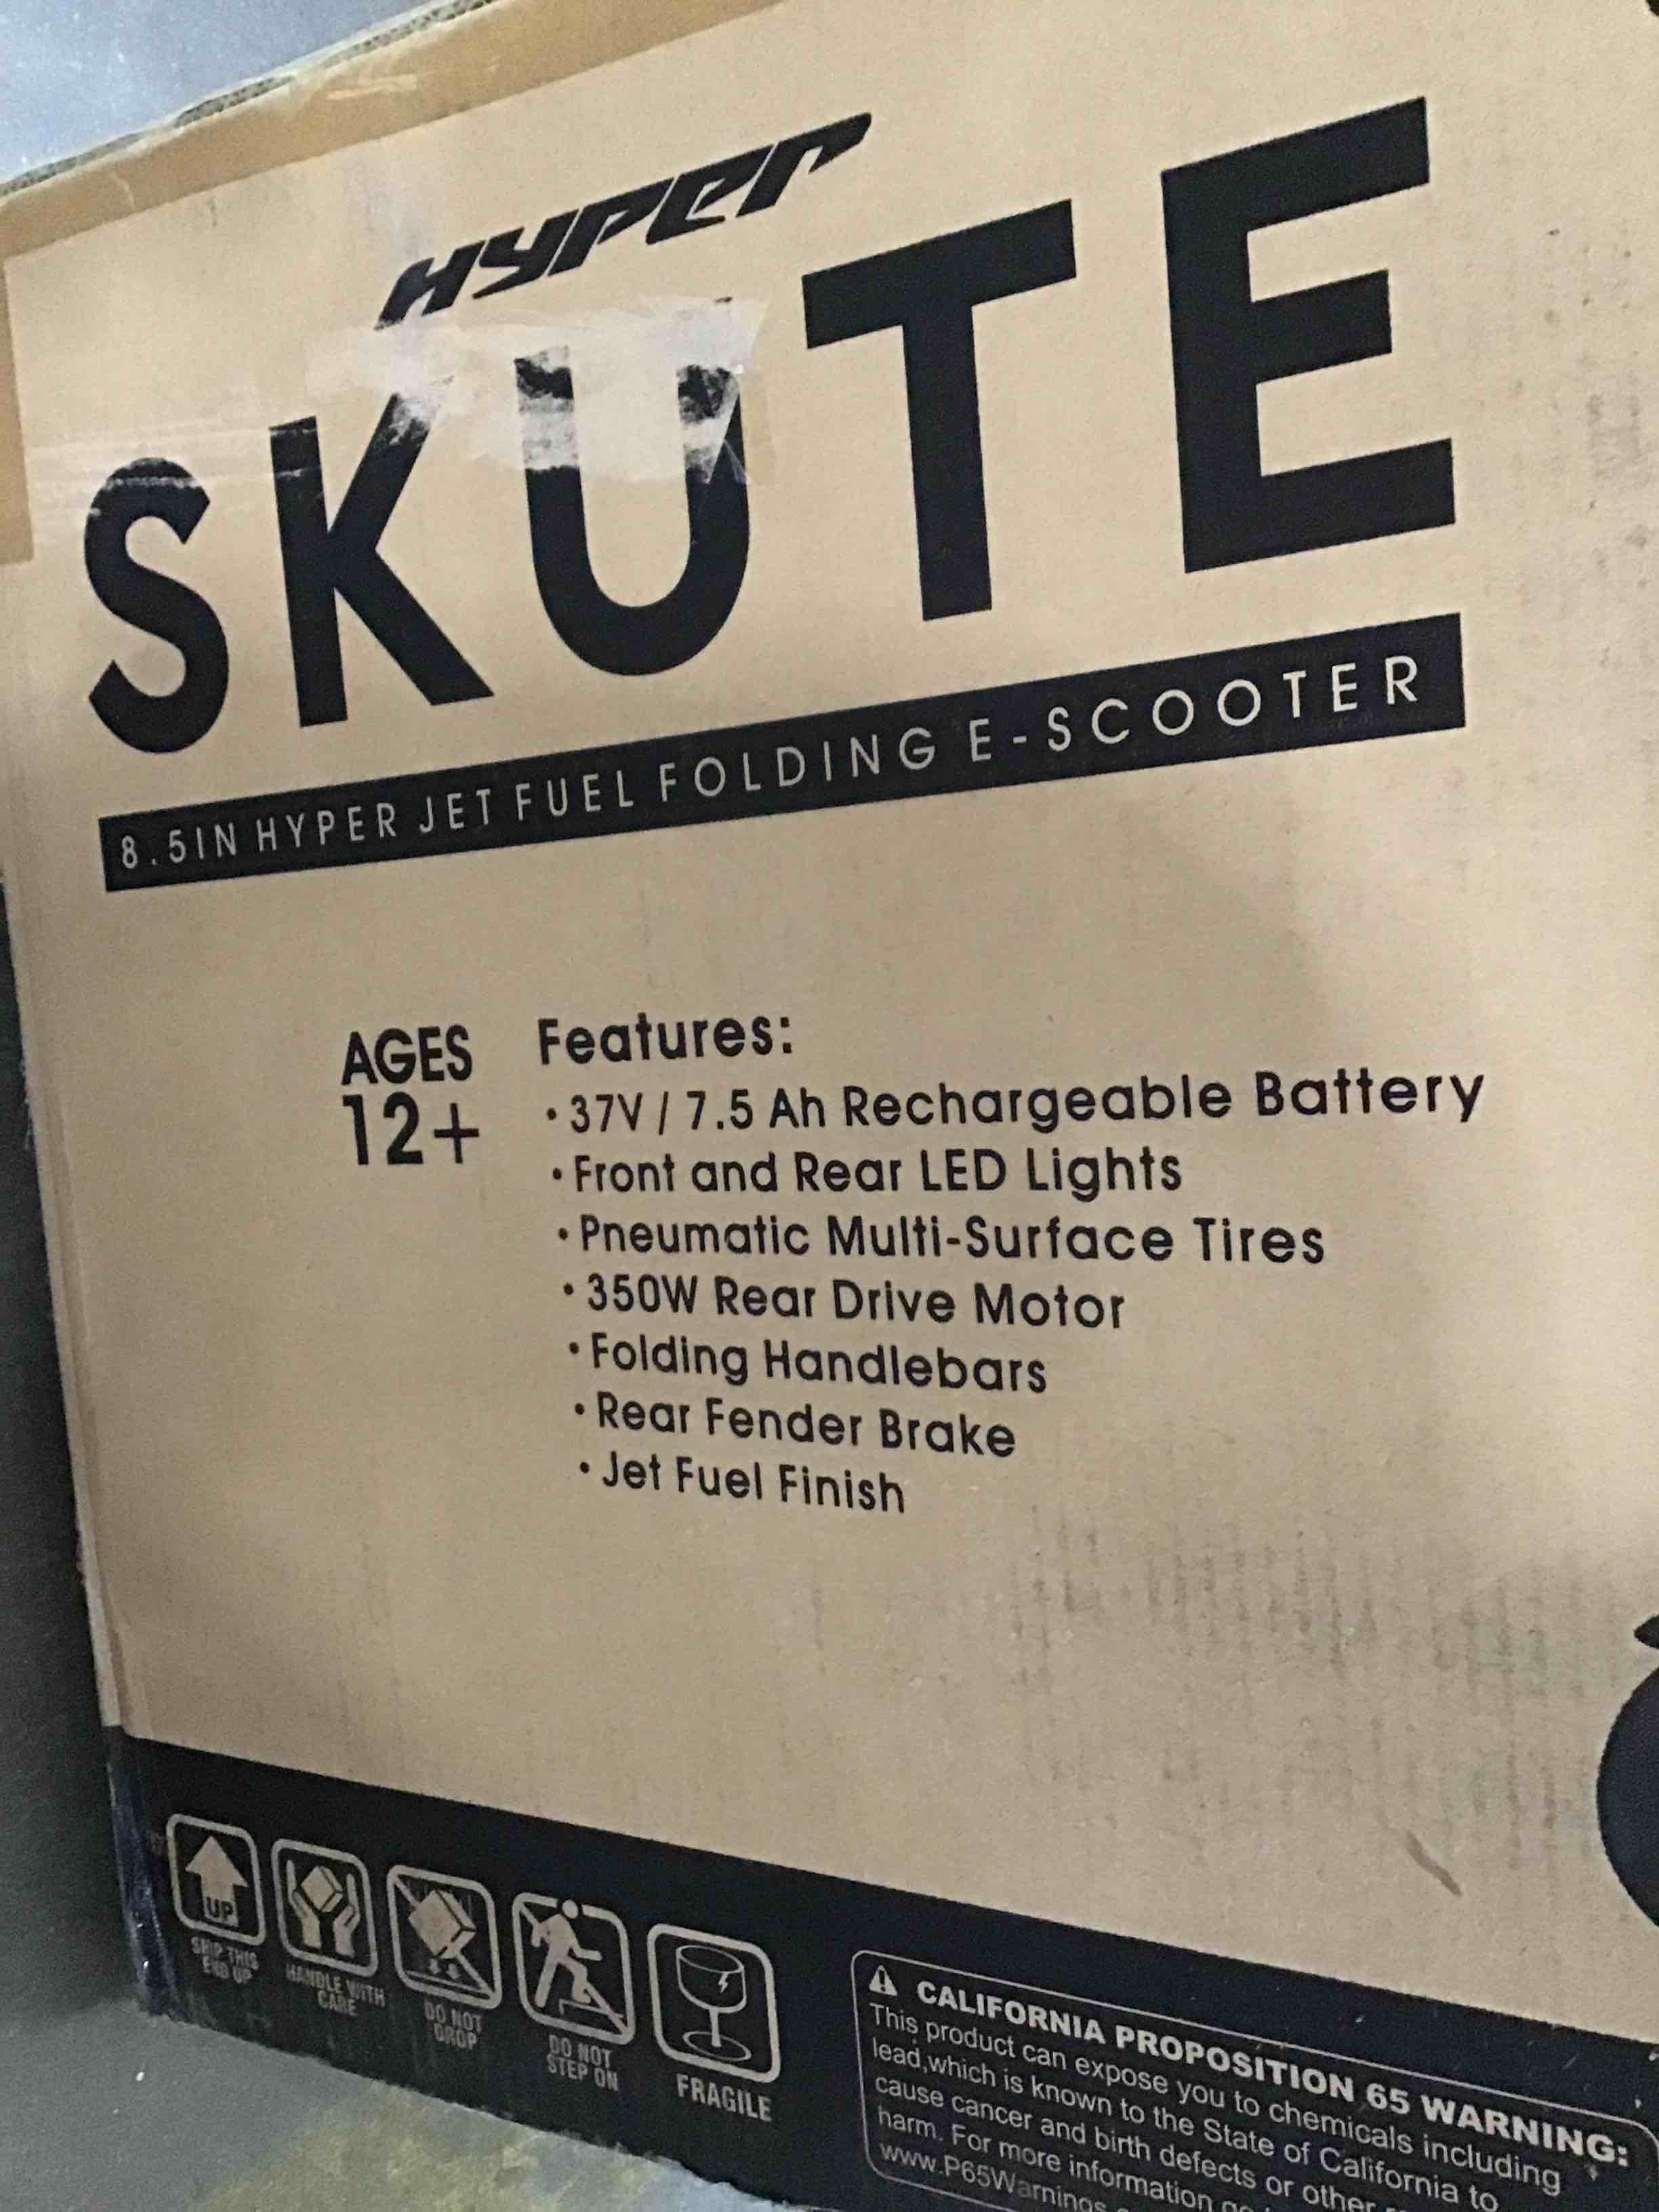 HYPER
SKUTE
8.5IN HYPER JET FUEL FOLDING E-SCOOTER
AGES
12+
Features:
• 37V / 7.5 Ah Rechargeable Battery
• Front and Rear LED Lights
• Pneumatic Multi-Surface Tires
• 350W Rear Drive Motor
• Folding Handlebars
• Rear Fender Brake
• Jet Fuel Finish
UP
SHIP THIS
END UP
HANDLE WITH
CARE
DO NOT
DROP
DO NOT
STEP ON
FRAGILE
CALIFORNIA PROPOSITION 65 WARNING:
This product can expose you to chemicals including
lead,which is known to the State of California to
cause cancer and birth defects or other
harm. For more information go
www.P65Warnings